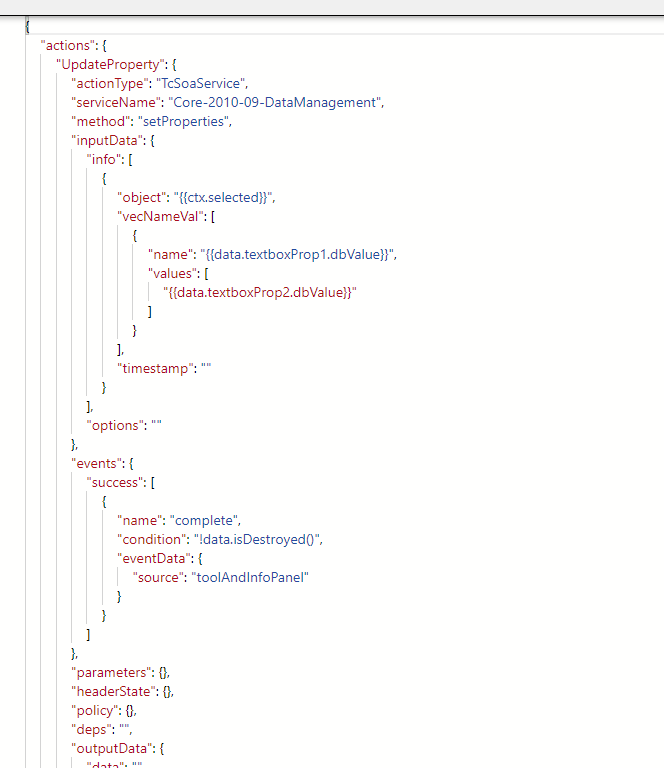 {
"actions": {
"UpdateProperty": {
"actionType": "TcSoaService",
"serviceName": "Core-2010-09-DataManagement",
"method": "setProperties",
"inputData": {
"info": [
{
"object": "{{ctx.selected}}",
"vecNameVal": [
{
"name": "{{data.textboxProp1.dbValue}}",
"values": [
"{{data.textboxProp2.dbValue}}"
]
}
],
"timestamp": ""
}
],
"options": ""
},
"events": {
"success": [
{
"name": "complete",
"condition": "!data.isDestroyed()",
"eventData": {
"source": "toolAndInfoPanel"
}
}
]
},
"parameters": {},
"headerState": {},
"policy": {},
"deps": "",
"outputData": {
"data": ""